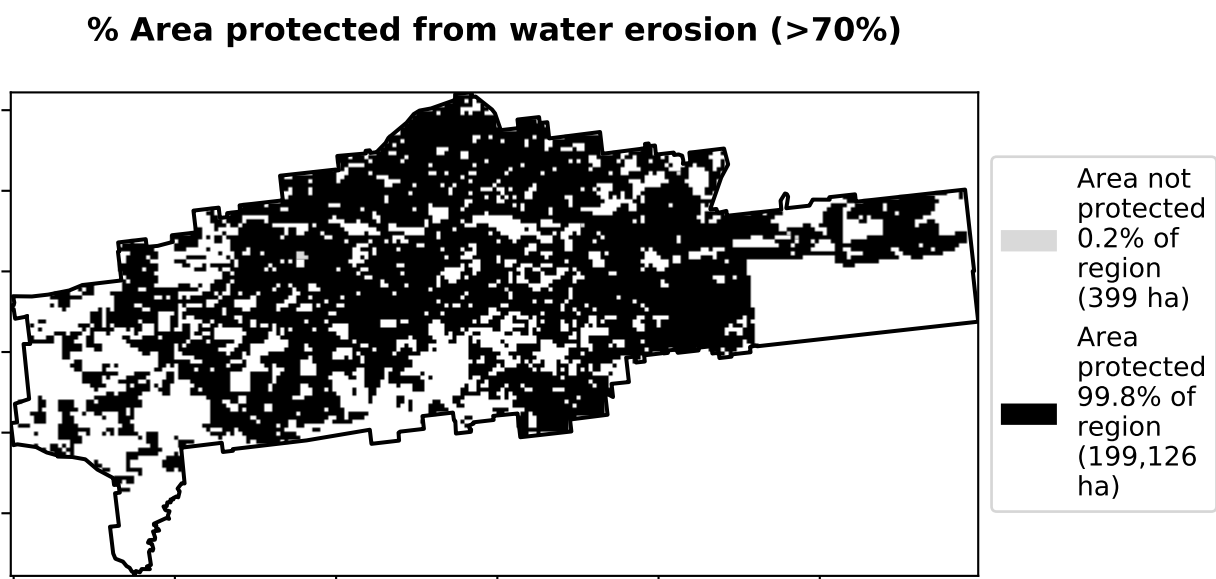 % Area protected from water erosion (>70%)
Area not
protected
0.2% of
region
(399 ha)
Area
protected
99.8% of
region
(199,126
ha)